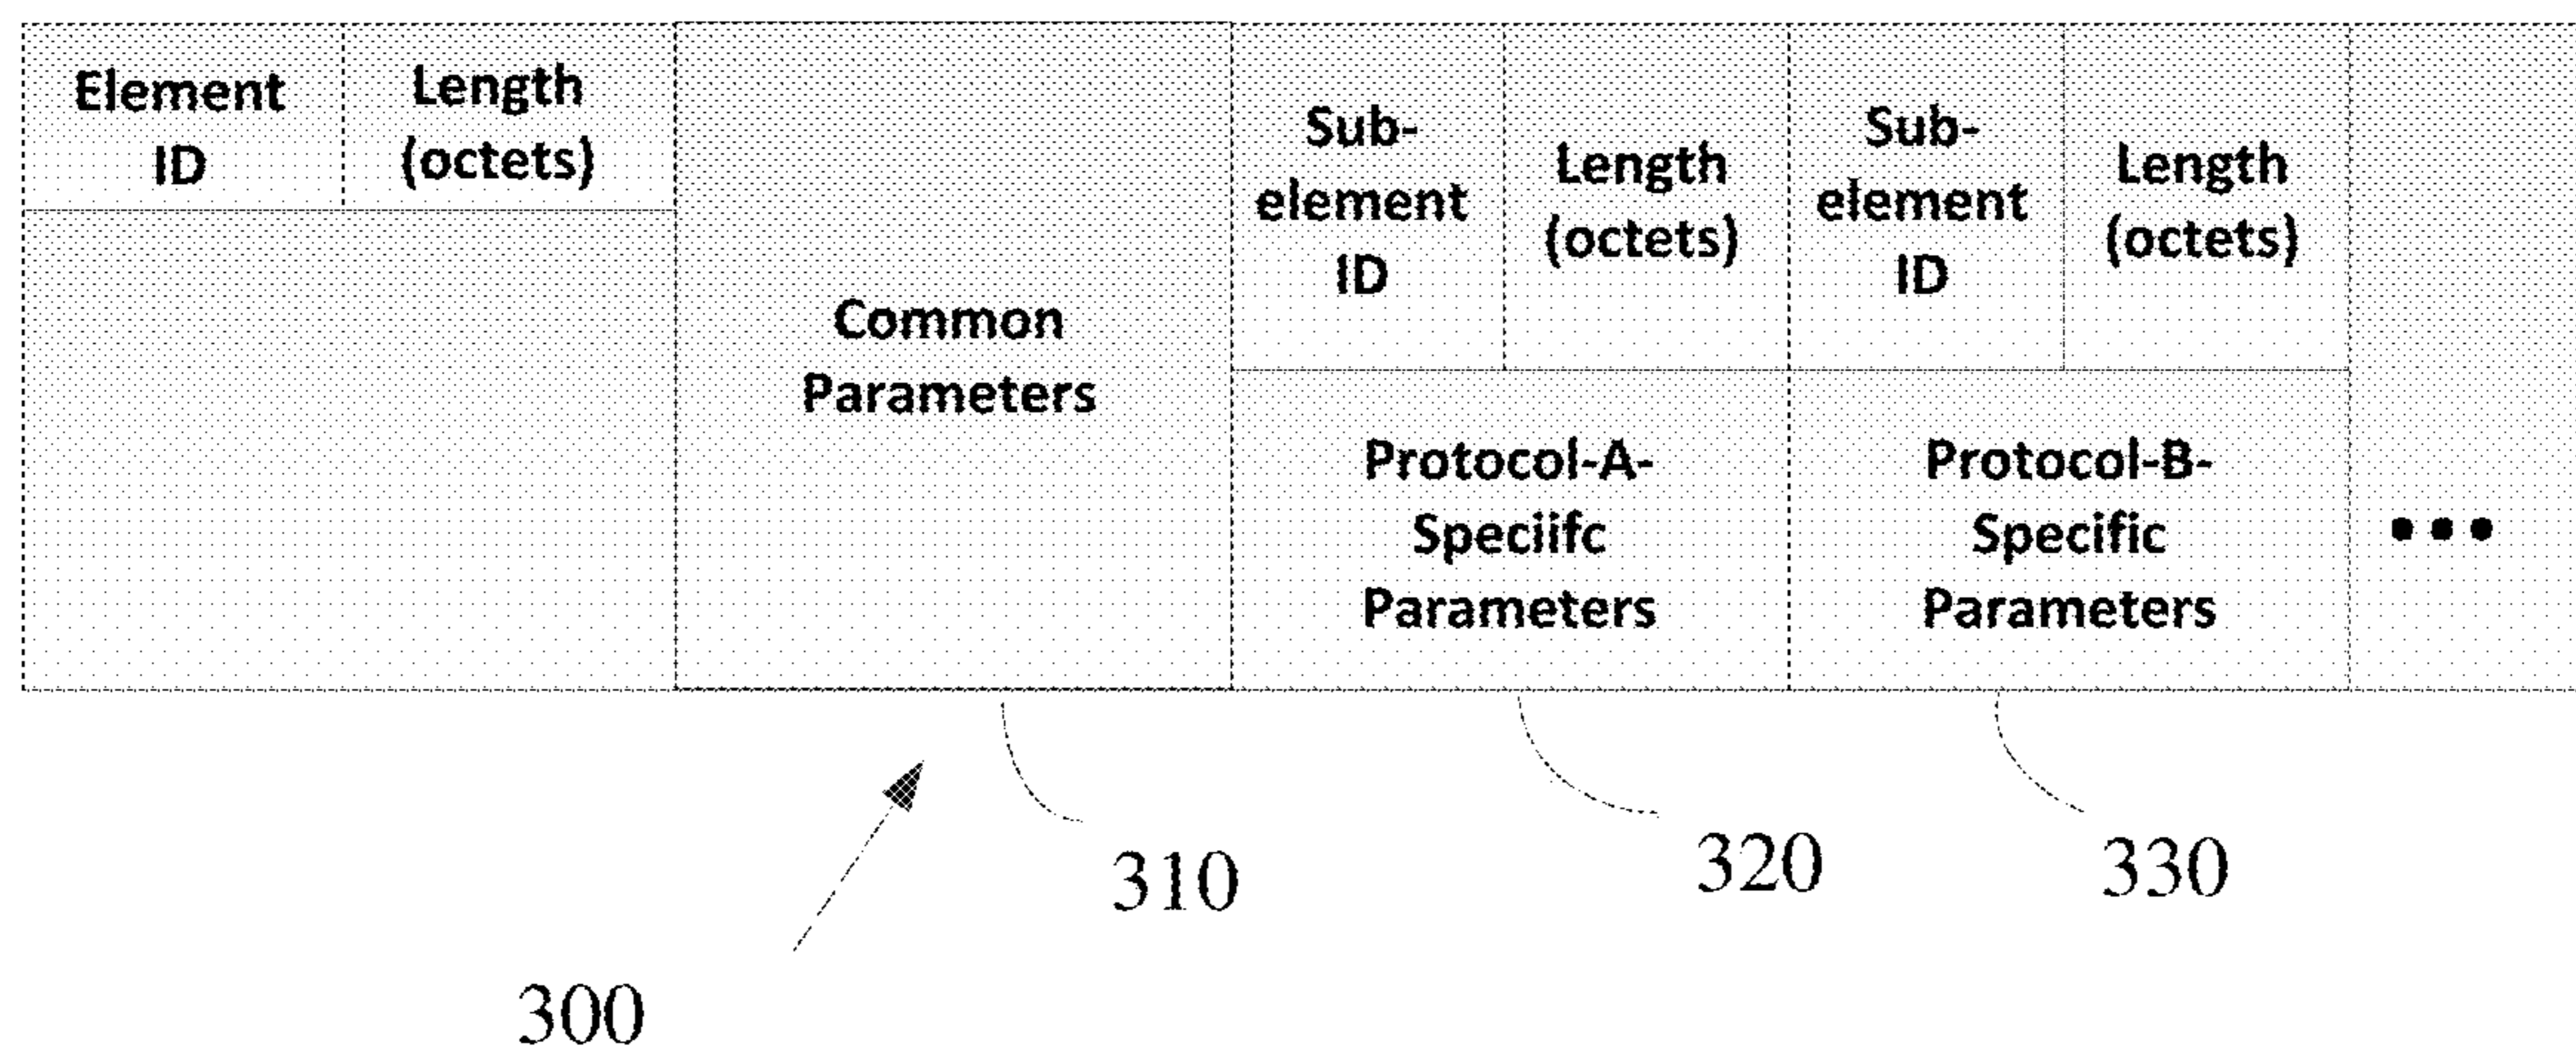 Element
ID
Length
(octets)
Common
Parameters
Sub-
element
ID
Length
(octets)
Sub-
element
ID
Length
(octets)
Protocol-A-
Speciifc
Parameters
Protocol-B-
Specific
Parameters
•••
310
320
330
300